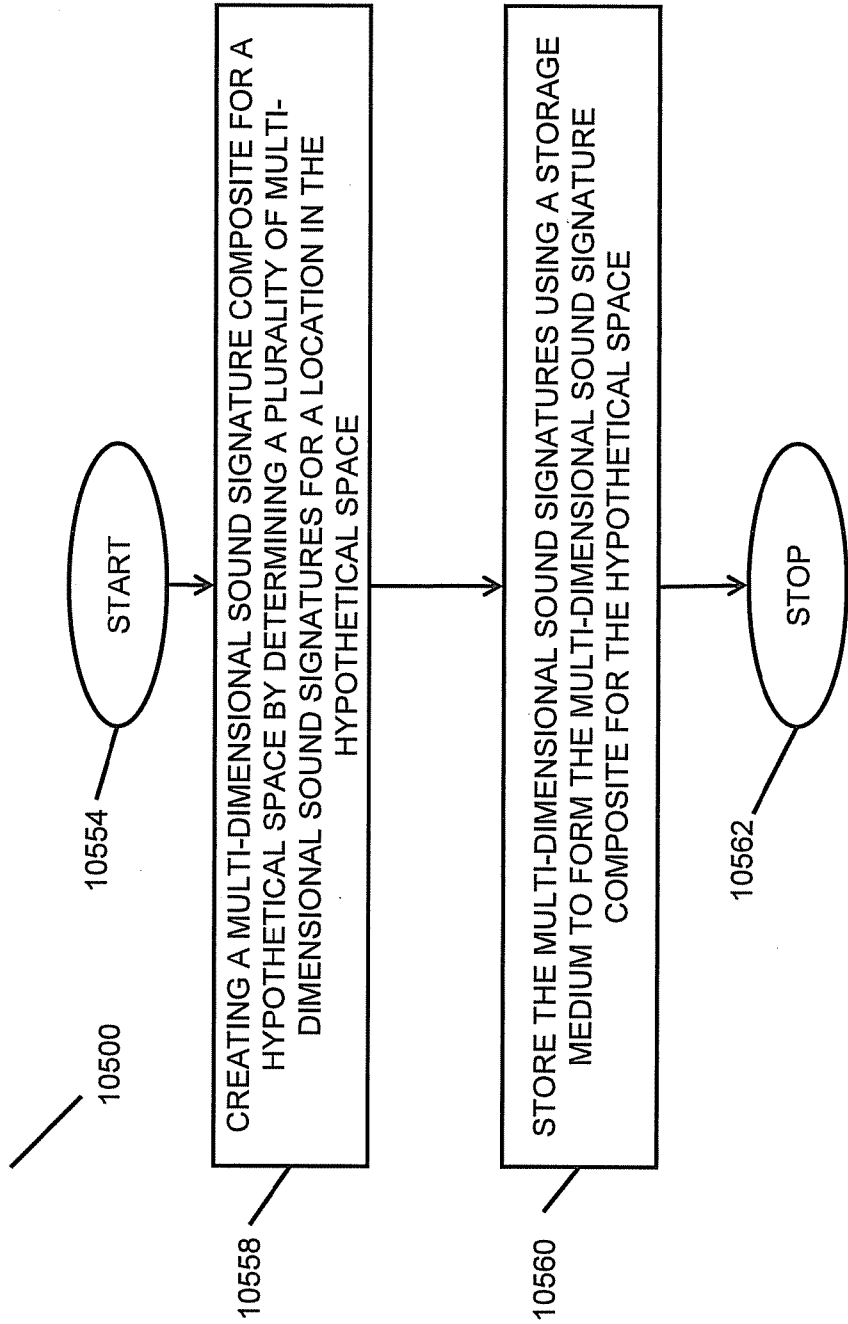 10500
10554
START
10558
CREATING A MULTI-DIMENSIONAL SOUND SIGNATURE COMPOSITE FOR A
HYPOTHETICAL SPACE BY DETERMINING A PLURALITY OF MULTI-
DIMENSIONAL SOUND SIGNATURES FOR A LOCATION IN THE
HYPOTHETICAL SPACE
10560
STORE THE MULTI-DIMENSIONAL SOUND SIGNATURES USING A STORAGE
MEDIUM TO FORM THE MULTI-DIMENSIONAL SOUND SIGNATURE
COMPOSITE FOR THE HYPOTHETICAL SPACE
10562
STOP